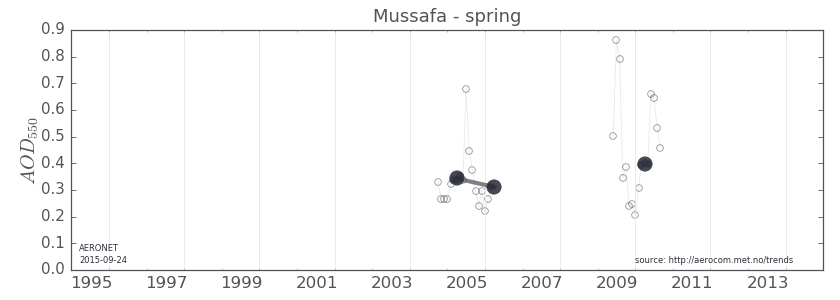 Mussafa - spring
0.9
0.8
0.7
0.6
0.5
0.4
0.3
0.2
0.1
0.0
AOD550
AERONET
2015-09-24
source: http://aerocom.met.no/trends
1995 1997 1999 2001 2003 2005 2007 2009 2011 2013